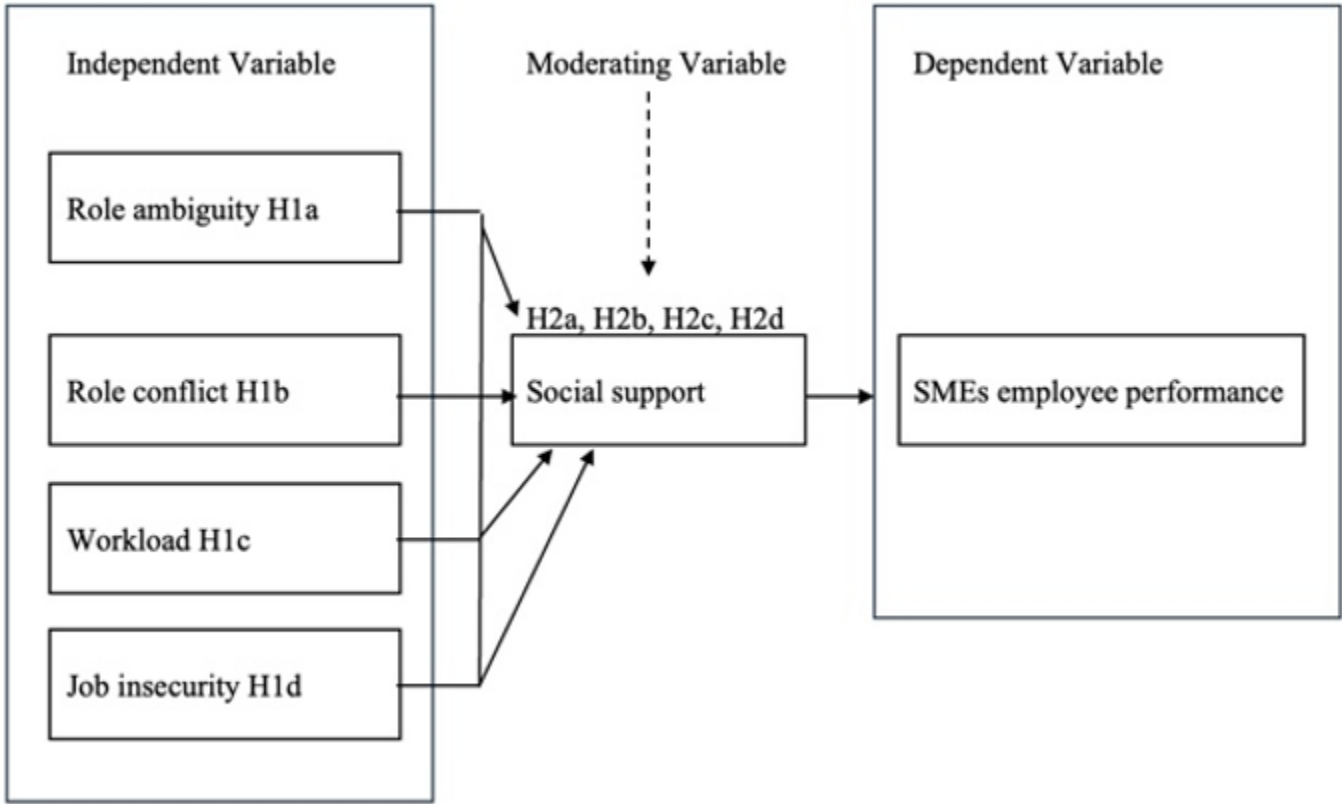 Independent Variable
Moderating Variable
Dependent Variable
Role ambiguity H1a
H2a, H2b, H2c, H2d
Role conflict H1b
Social support
SMEs employee performance
Workload H1c
Job insecurity H1d